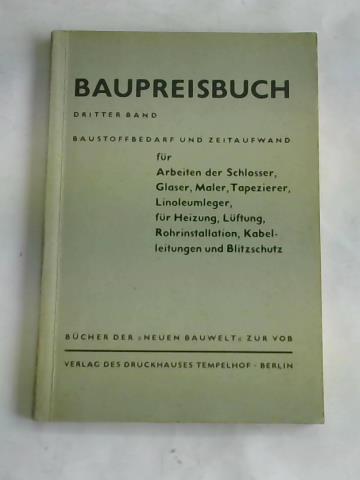 BAUPREISBUCH
DRITTER BAND
BAUSTOFFBEDARF UND ZEITAUFWAND
für
Arbeiten der Schlosser,
Glaser, Maler, Tapezierer,
Linoleumleger,
für Heizung, Lüftung,
Rohrinstallation, Kabel-
leitungen und Blitzschutz
BÜCHER DER »NEUEN BAUWELT« ZUR VOB
VERLAG DES DRUCKHAUSES TEMPELHOF - BERLIN